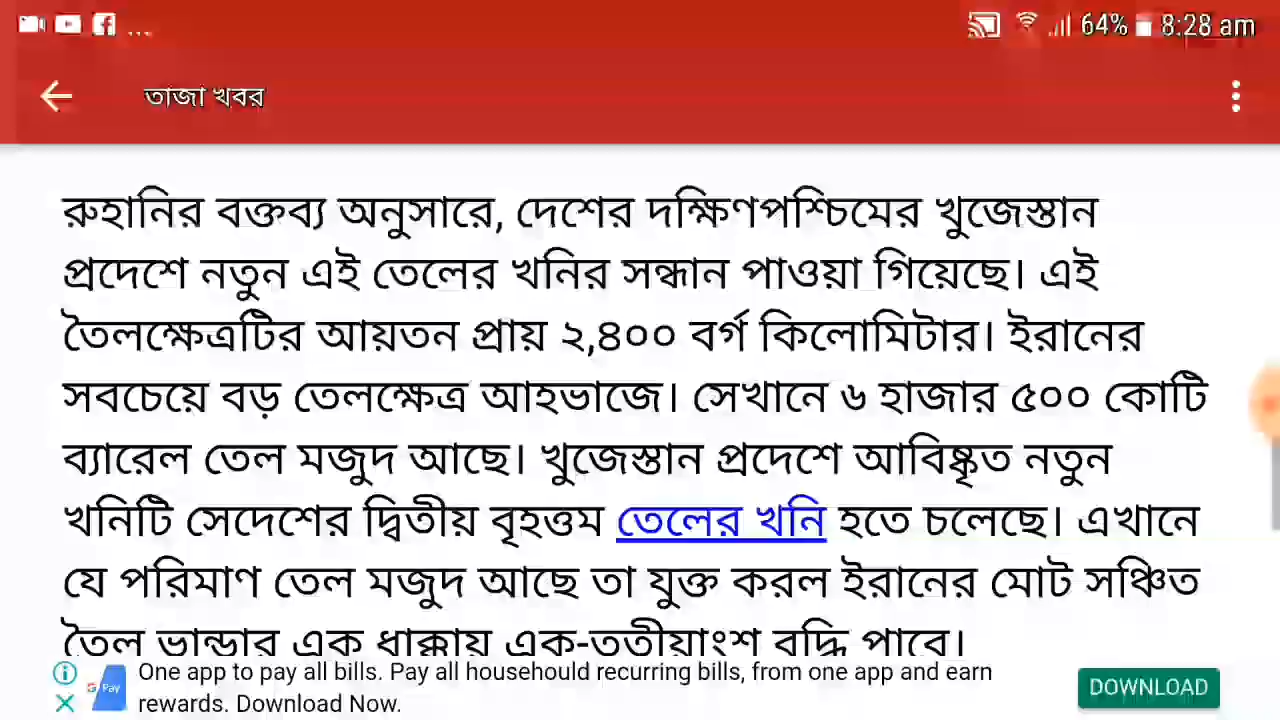 64% 8:28 am
তাজা খবর
রুহানির বক্তব্য অনুসারে, দেশের দক্ষিণপশ্চিমের খুজেস্তান
প্রদেশে নতুন এই তেলের খনির সন্ধান পাওয়া গিয়েছে। এই
তৈলক্ষেত্রটির আয়তন প্রায় ২,৪০০ বর্গ কিলোমিটার। ইরানের
সবচেয়ে বড় তেলক্ষেত্র আহভাজে। সেখানে ৬ হাজার ৫০০ কোটি
ব্যারেল তেল মজুদ আছে। খুজেস্তান প্রদেশে আবিষ্কৃত নতুন
খনিটি সেদেশের দ্বিতীয় বৃহত্তম তেলের খনি হতে চলেছে। এখানে
যে পরিমাণ তেল মজুদ আছে তা যুক্ত করল ইরানের মোট সঞ্চিত
তৈল ভান্ডার এক ধাক্কায় এক-তৃতীয়াংশ বৃদ্ধি পাবে।
One app to pay all bills. Pay all househould recurring bills, from one app and earn
rewards. Download Now.
G Pay
DOWNLOAD